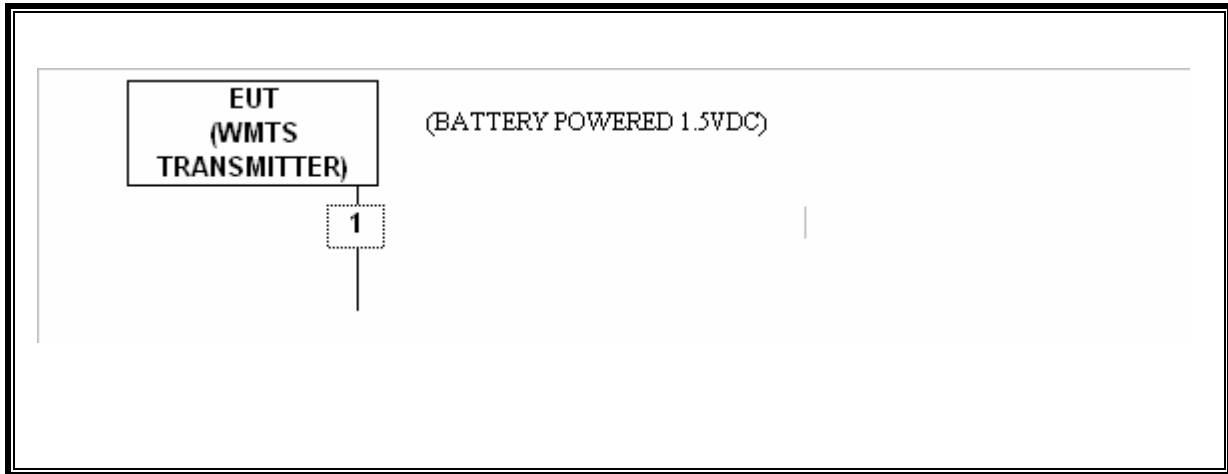 EUT
(WMTS
TRANSMITTER)
(BATTERY POWERED 1.5VDC)
1